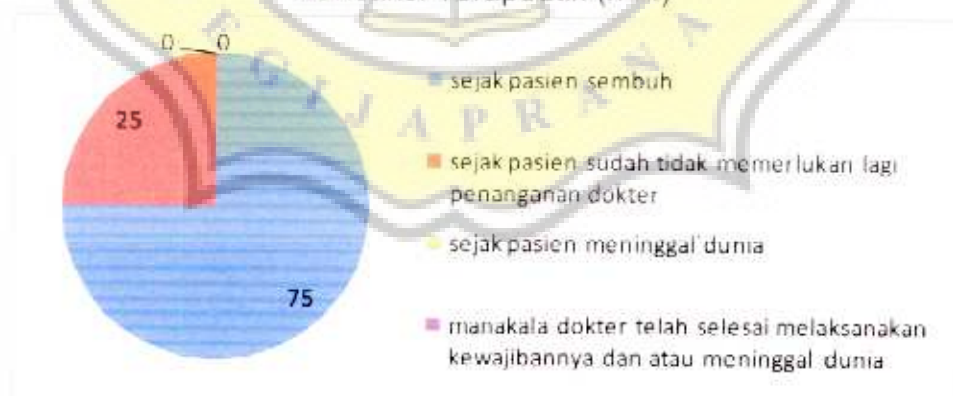 0 0
sejak pasien sembuh
25
sejak pasien sudah tidak memerlukan lagi
penanganan dokter
sejak pasien meninggal dunia
75
manakala dokter telah selesai melaksanakan
kewajibannya dan atau meninggal dunia
GIJAPRANA